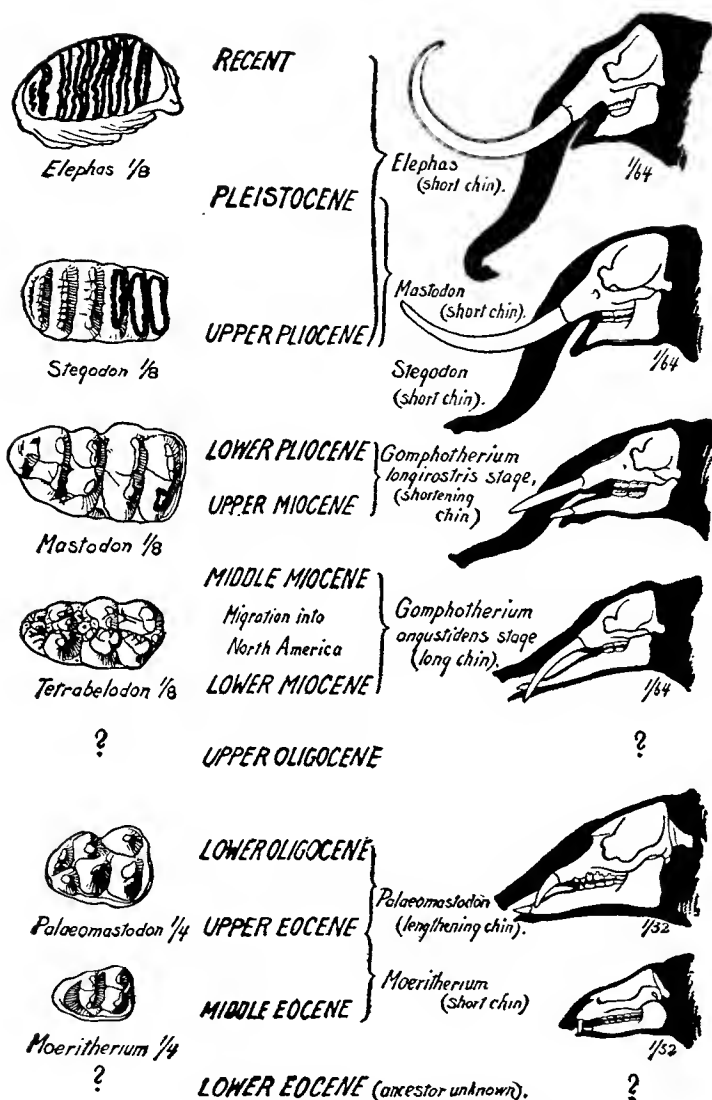 RECENT
Elephas 1/8
Elephas
(short chin).
1/64
PLEISTOCENE
Mastodon
(short chin).
UPPER PLIOCENE
Stegodon 1/8
Stegodon
(short chin).
1/64
LOWER PLIOCENE
Gomphotherium
longirostris stage,
(shortening
chin)
UPPER MIOCENE
Mastodon 1/8
MIDDLE MIOCENE
Migration into
North America
Gomphotherium
angustidens stage
(long chin).
LOWER MIOCENE
Tetrabelodon 1/8
1/64
?
UPPER OLIGOCENE
?
LOWER OLIGOCENE
Palaeomastodon 1/4
UPPER EOCENE
Palaeomastodon
(lengthening chin).
1/32
Moeritherium
(short chin)
MIDDLE EOCENE
Moeritherium 1/4
1/32
?
LOWER EOCENE (ancestor unknown).
?